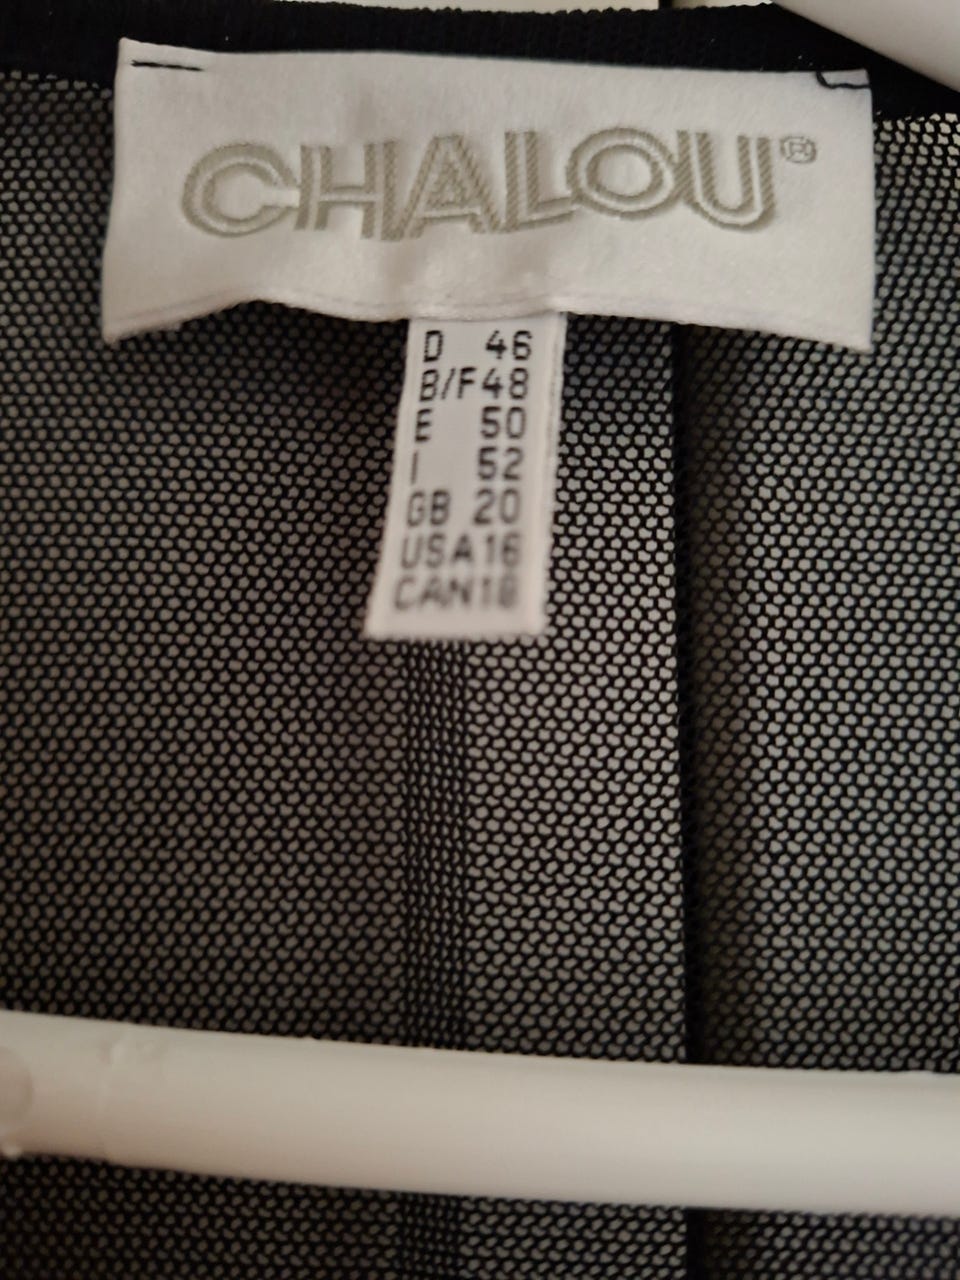 CHALOU®
D 46
B/F 48
E 50
I 52
GB 20
USA 16
CAN 18